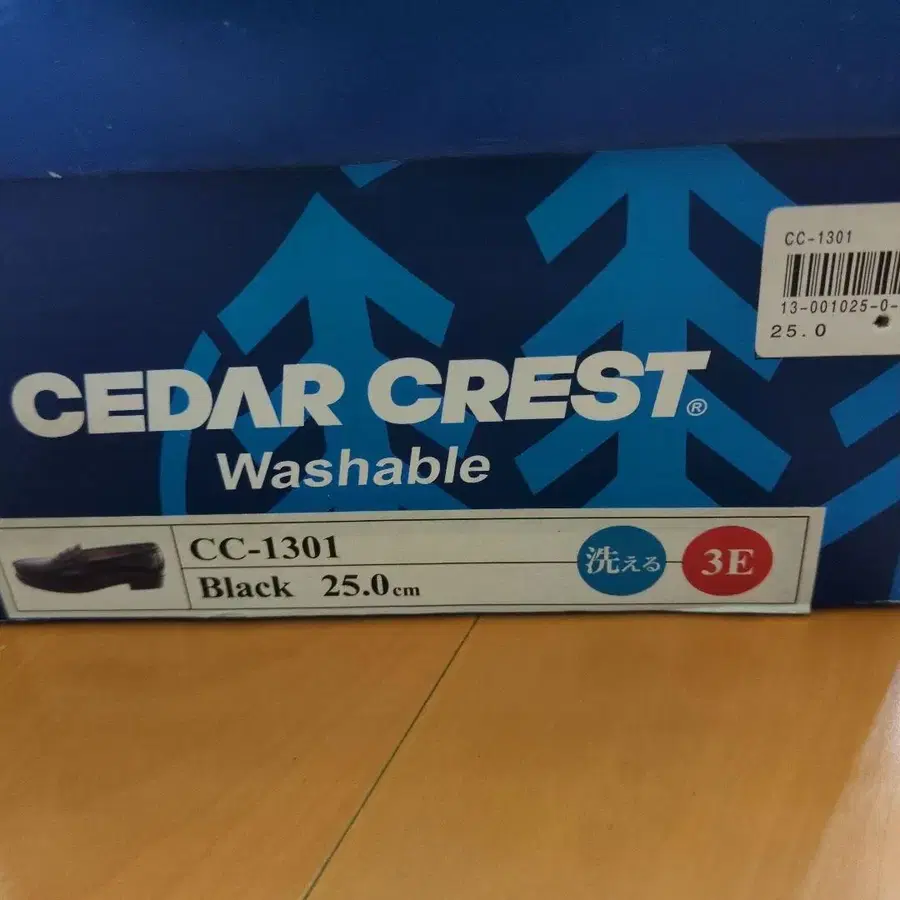 CC-1301
13-001025-0-
25.0
CEDAR CREST®
Washable
CC-1301
Black 25.0cm
洗える
3E